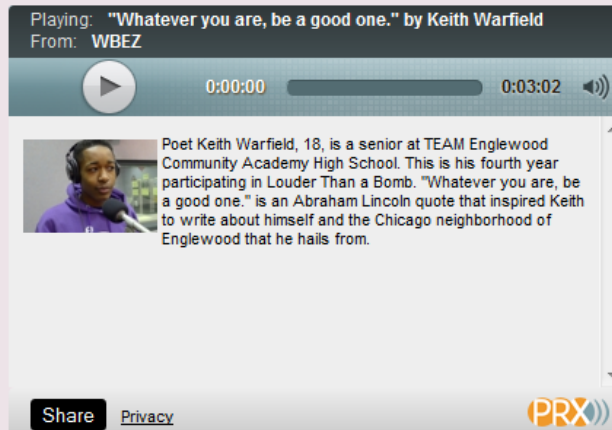 Playing: "Whatever you are, be a good one." by Keith Warfield
From: WBEZ
0:00:00 0:03:02
Poet Keith Warfield, 18, is a senior at TEAM Englewood
Community Academy High School. This is his fourth year
participating in Louder Than a Bomb. "Whatever you are, be
a good one." is an Abraham Lincoln quote that inspired Keith
to write about himself and the Chicago neighborhood of
Englewood that he hails from.
Share Privacy PRX